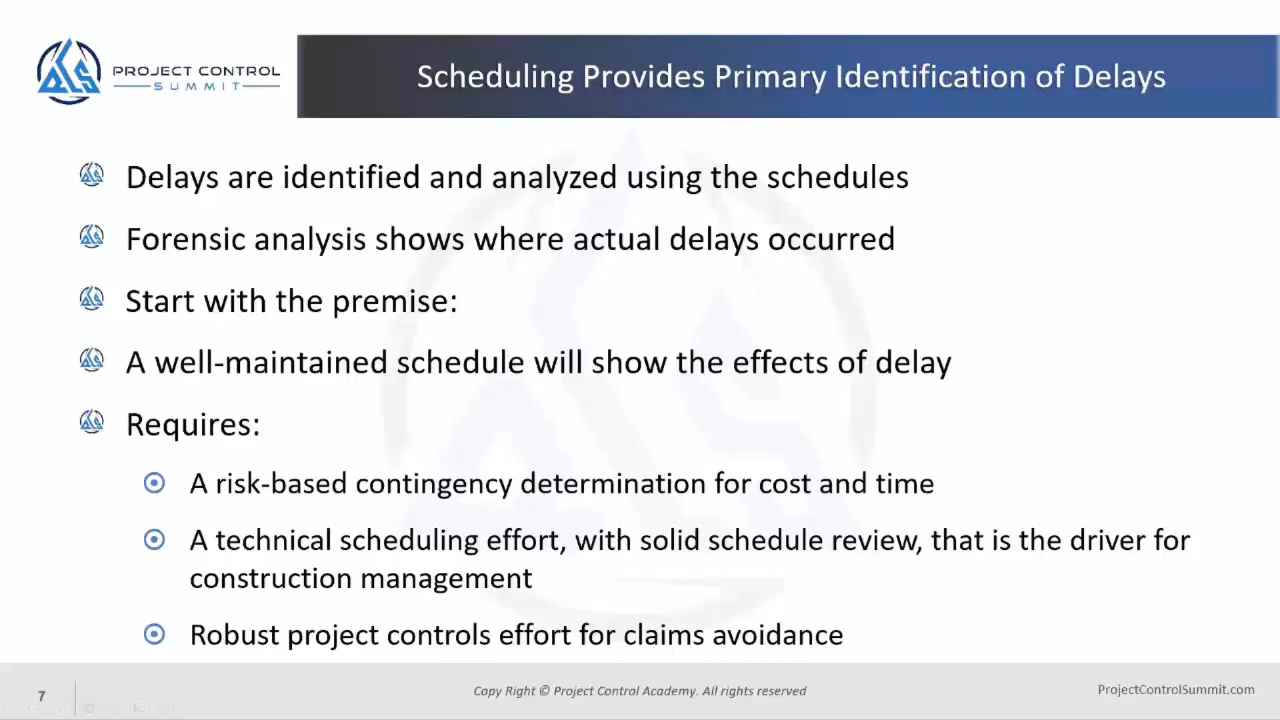 PROJECT CONTROL
SUMMIT
Scheduling Provides Primary Identification of Delays
Delays are identified and analyzed using the schedules
Forensic analysis shows where actual delays occurred
Start with the premise:
A well-maintained schedule will show the effects of delay
Requires:
A risk-based contingency determination for cost and time
A technical scheduling effort, with solid schedule review, that is the driver for
construction management
Robust project controls effort for claims avoidance
7
Copy Right © Project Control Academy. All rights reserved
ProjectControlSummit.com